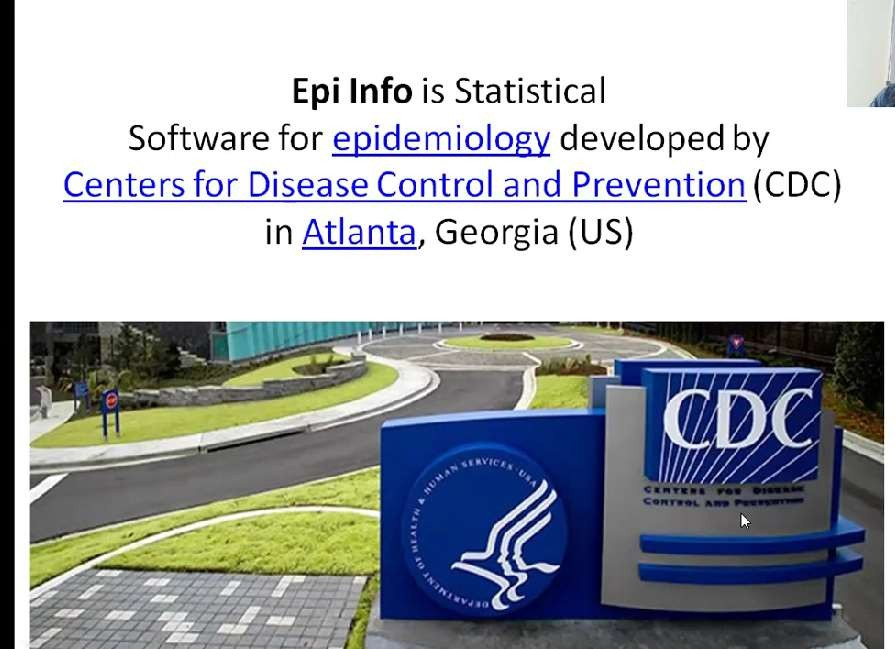 Epi Info is Statistical
Software for epidemiology developed by
Centers for Disease Control and Prevention (CDC)
in Atlanta, Georgia (US)
CDC
CENTERS FOR DISEASE
CONTROL AND PREVENTION
DEPARTMENT OF HEALTH & HUMAN SERVICES · USA